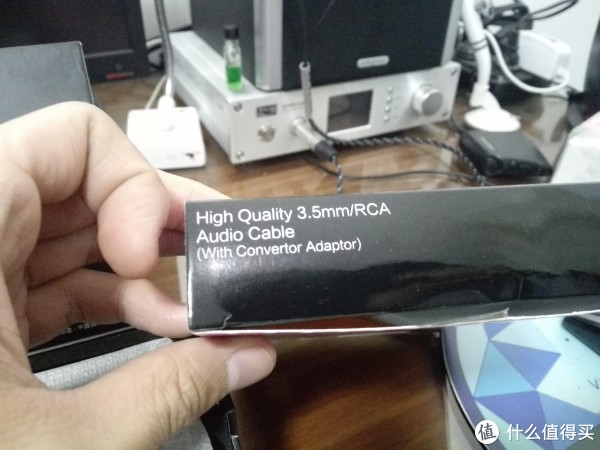 High Quality 3.5mm/RCA
Audio Cable
(With Convertor Adaptor)
值 什么值得买